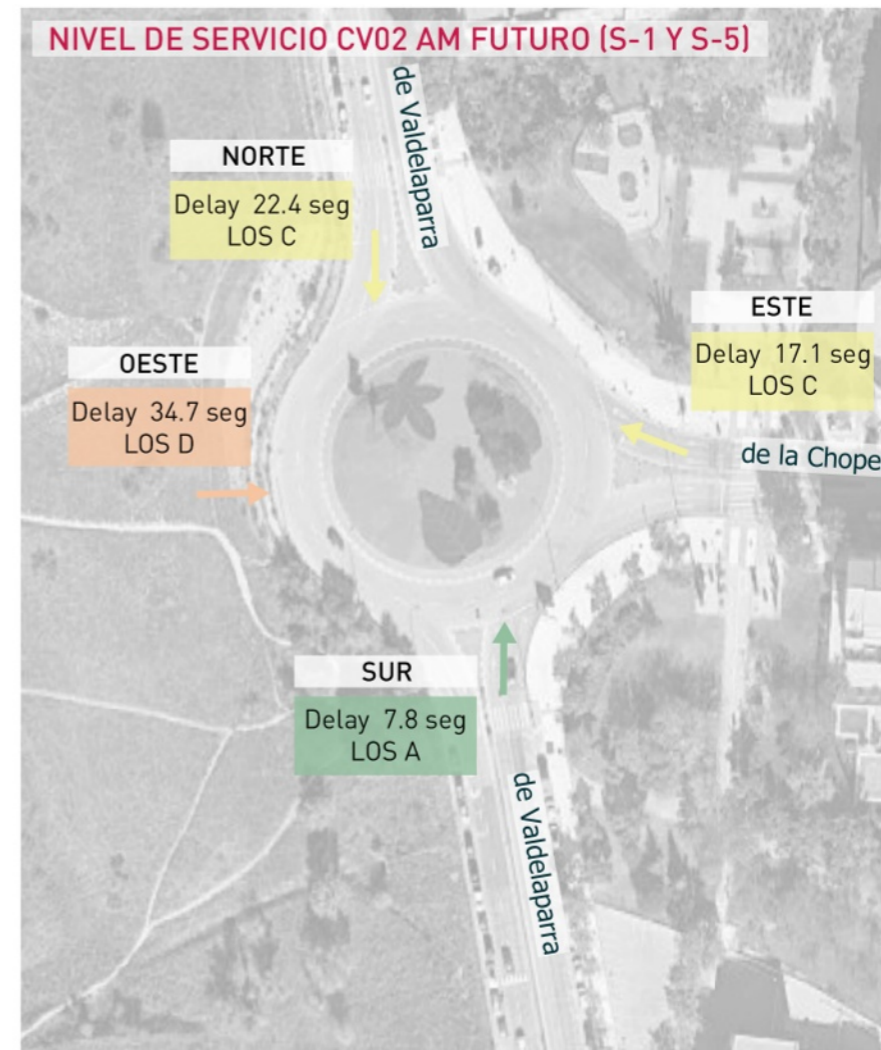 NIVEL DE SERVICIO CV02 AM FUTURO (S-1 Y S-5)
de Valdelaparra
NORTE
Delay 22.4 seg
LOS C
ESTE
Delay 17.1 seg
LOS C
OESTE
Delay 34.7 seg
LOS D
de la Chope
SUR
Delay 7.8 seg
LOS A
de Valdelaparra